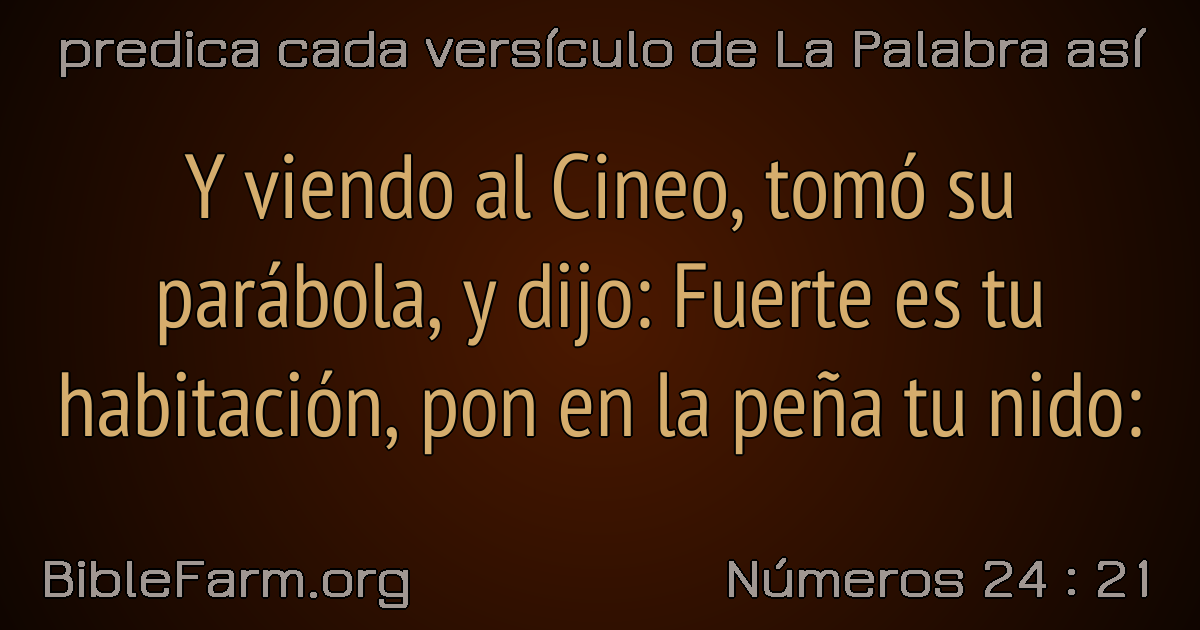 predica cada versículo de La Palabra así
Y viendo al Cineo, tomó su
parábola, y dijo: Fuerte es tu
habitación, pon en la peña tu nido:
BibleFarm.org
Números 24 : 21